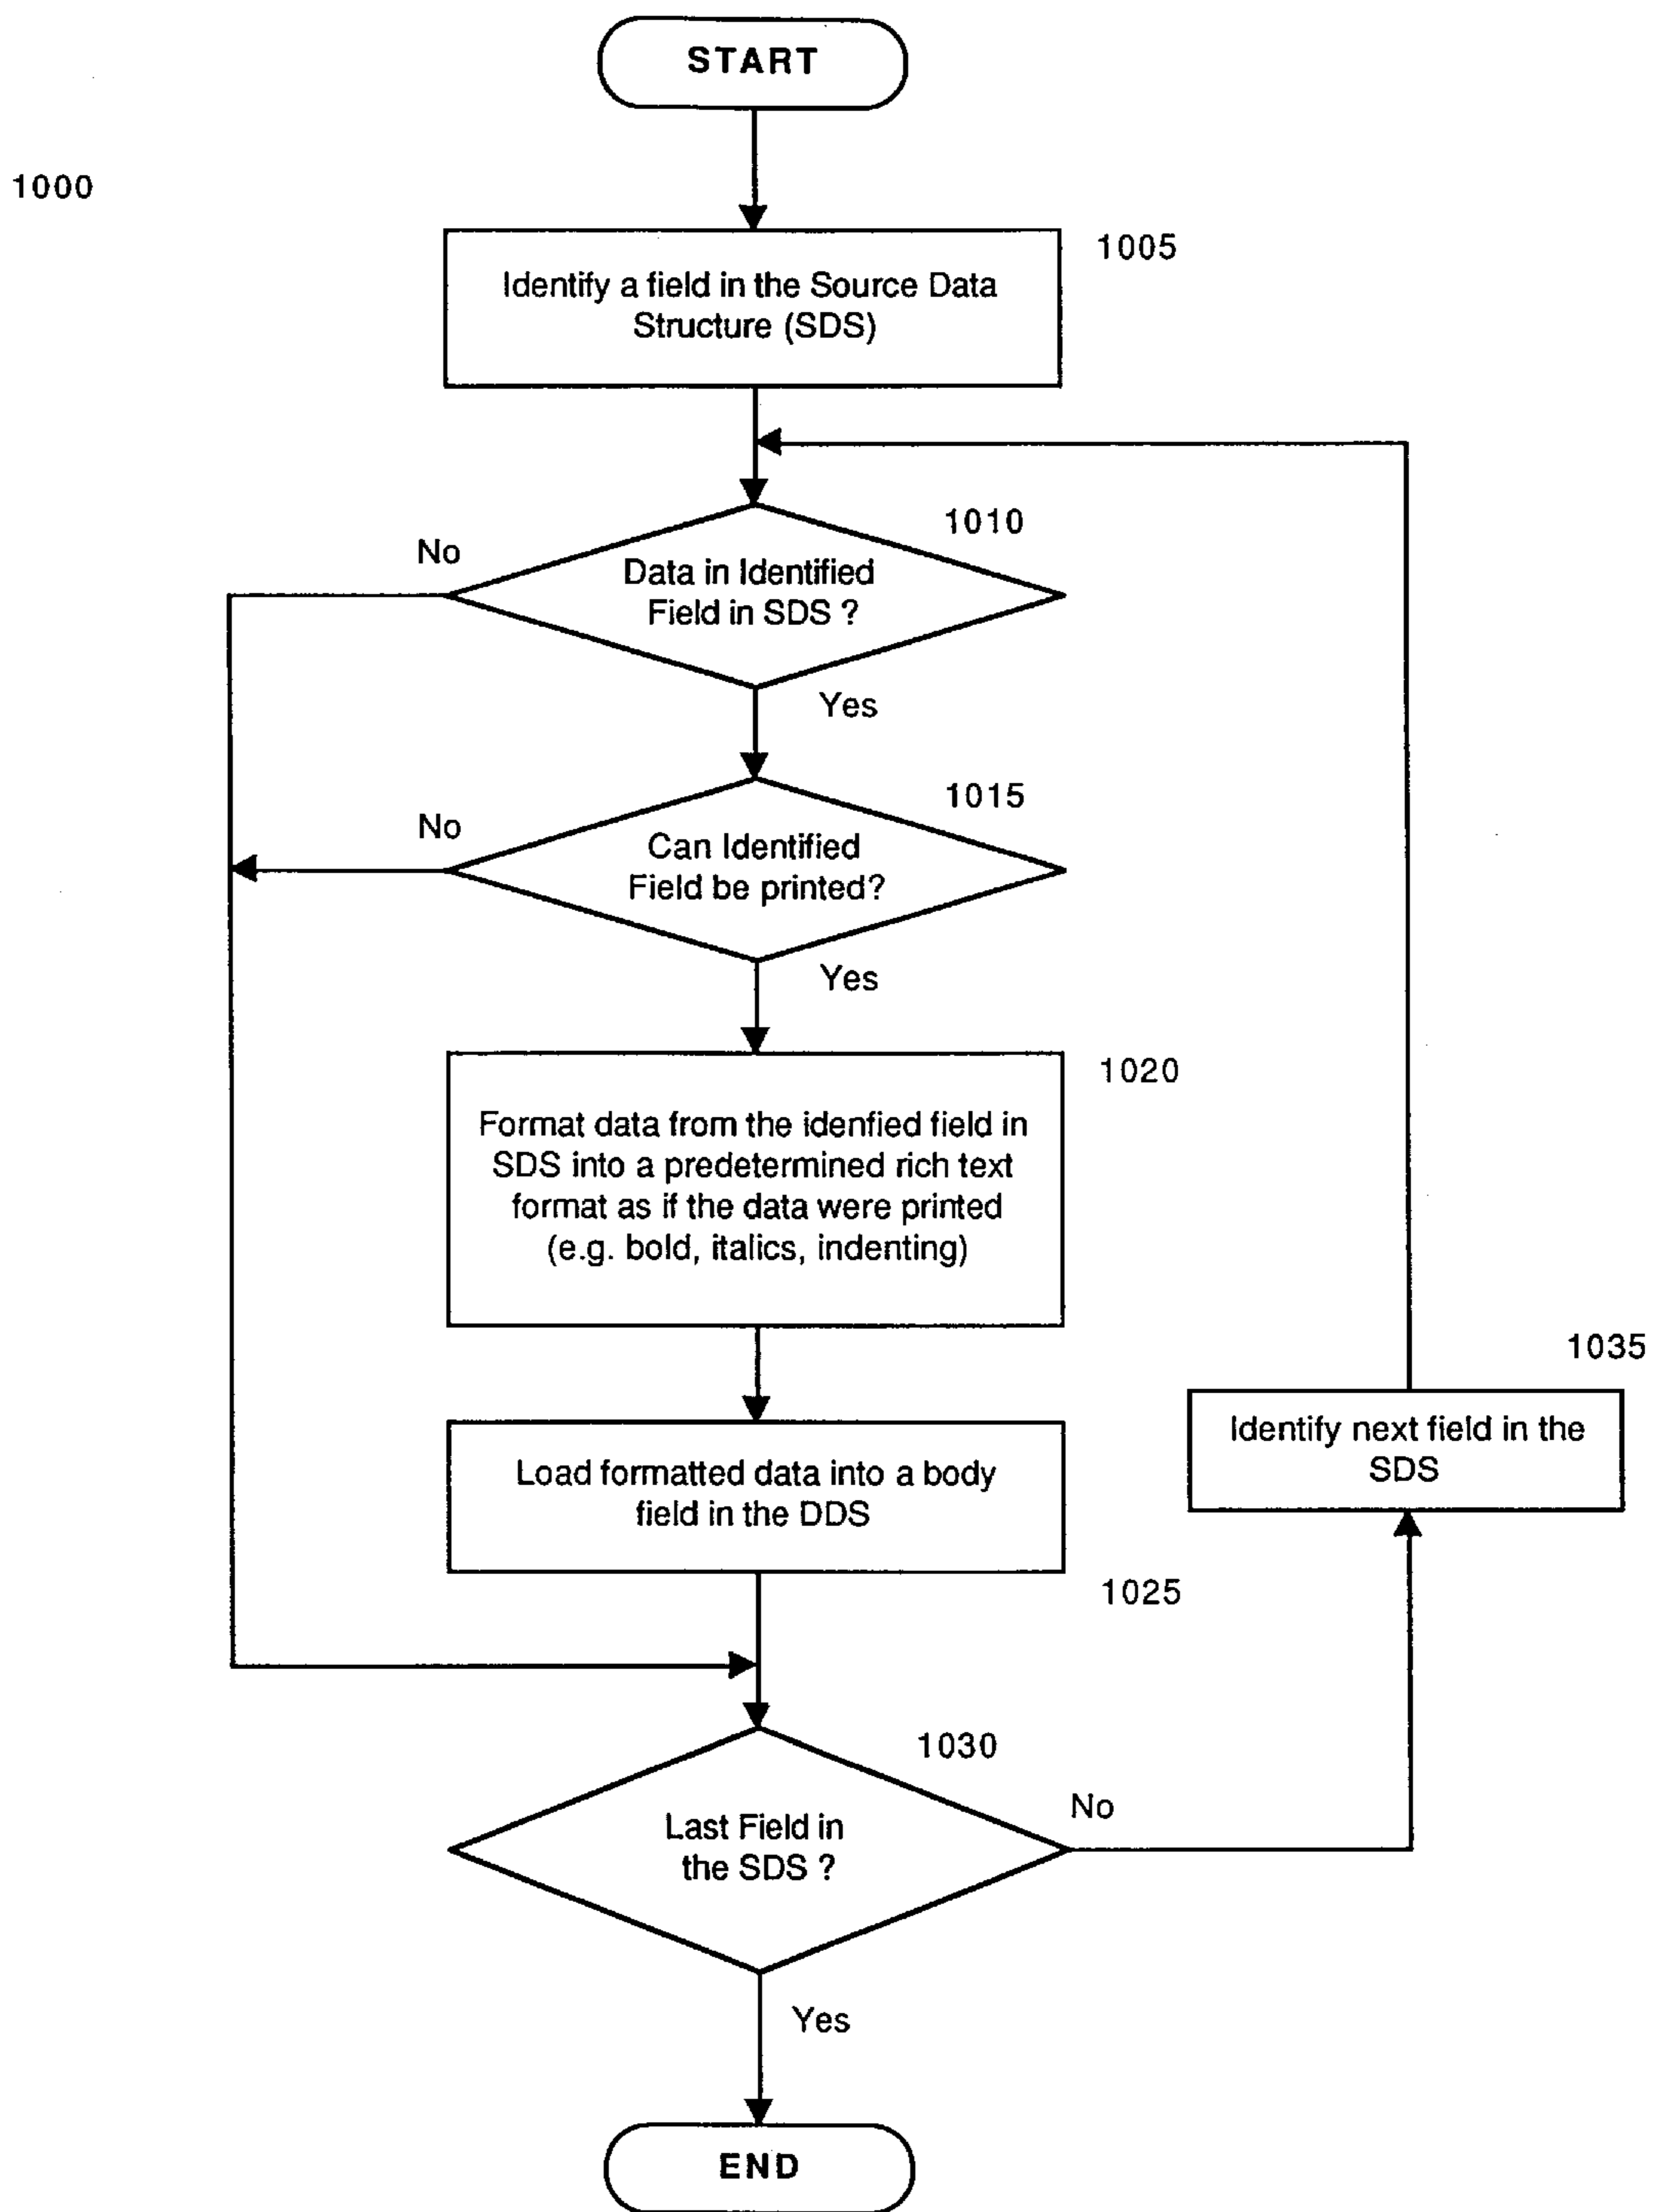 START
1000
1005
Identify a field in the Source Data
Structure (SDS)
1010
No
Data in Identified
Field in SDS ?
Yes
1015
No
Can Identified
Field be printed?
Yes
1020
Format data from the idenfied field in
SDS into a predetermined rich text
format as if the data were printed
(e.g. bold, italics, indenting)
1035
Identify next field in the
SDS
Load formatted data into a body
field in the DDS
1025
1030
No
Last Field in
the SDS ?
Yes
END